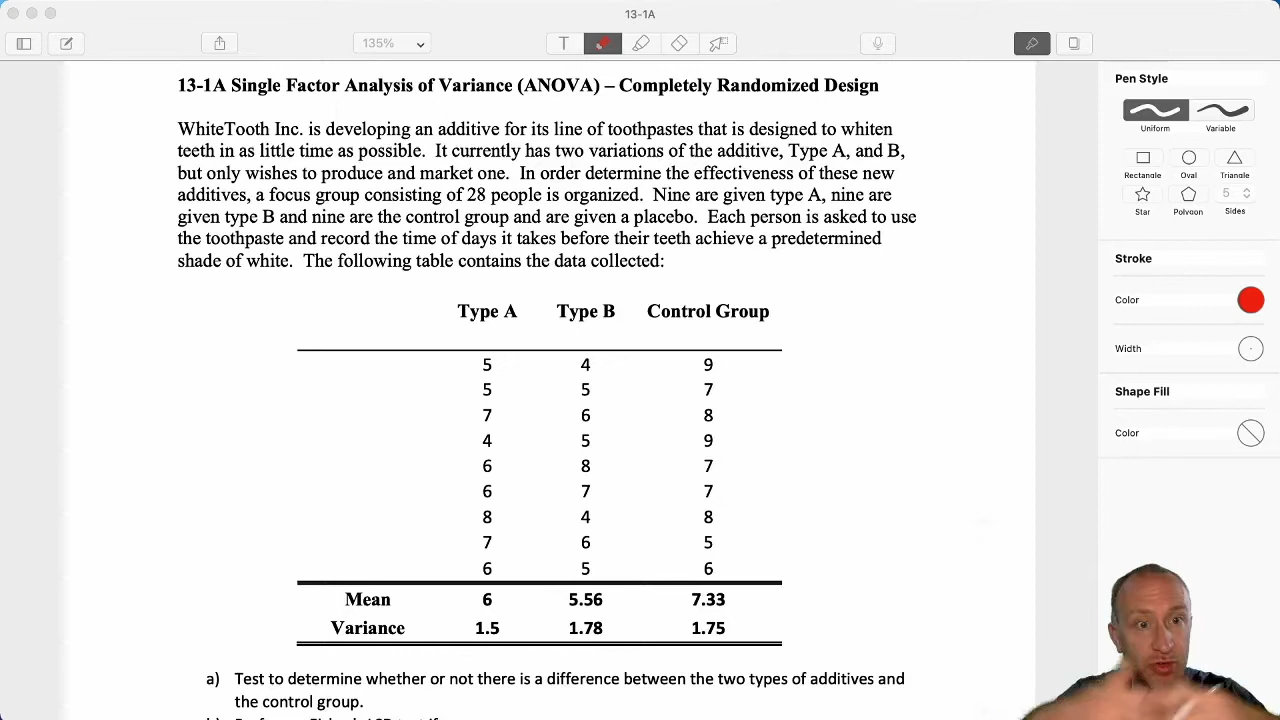 13-1A
135%
T
13-1A Single Factor Analysis of Variance (ANOVA) – Completely Randomized Design
WhiteTooth Inc. is developing an additive for its line of toothpastes that is designed to whiten
teeth in as little time as possible. It currently has two variations of the additive, Type A, and B,
but only wishes to produce and market one. In order determine the effectiveness of these new
additives, a focus group consisting of 28 people is organized. Nine are given type A, nine are
given type B and nine are the control group and are given a placebo. Each person is asked to use
the toothpaste and record the time of days it takes before their teeth achieve a predetermined
shade of white. The following table contains the data collected:
Type A Type B Control Group
5 4 9
5 5 7
7 6 8
4 5 9
6 8 7
6 7 7
8 4 8
7 6 5
6 5 6
Mean 6 5.56 7.33
Variance 1.5 1.78 1.75
a) Test to determine whether or not there is a difference between the two types of additives and
the control group.
Pen Style
Uniform Variable
Rectangle Oval Triangle
5
Star Polygon Sides
Stroke
Color
Width
Shape Fill
Color